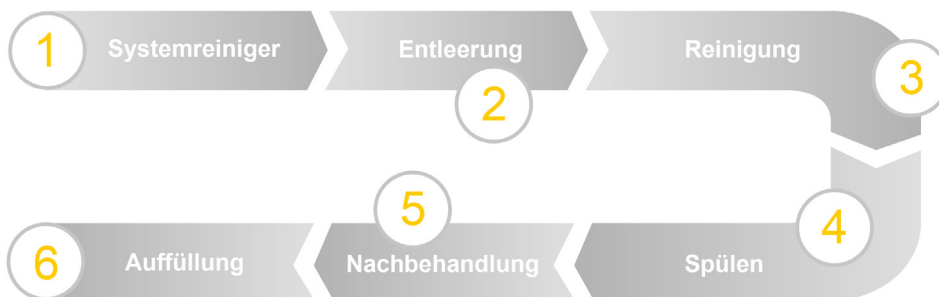 1 Systemreiniger
Entleerung
2
Reinigung
3
4
Spülen
5
Nachbehandlung
6 Auffüllung